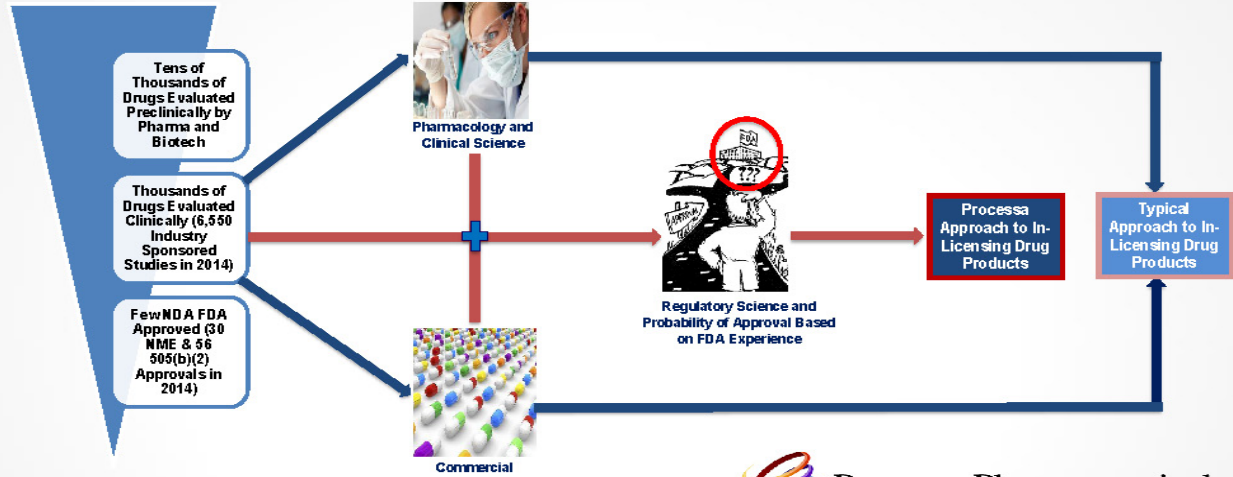 Tens of
Thousands of
Drugs Evaluated
Preclinically by
Pharma and
Biotech
Thousands of
Drugs Evaluated
Clinically (6,550
Industry
Sponsored
Studies in 2014)
Few NDA FDA
Approved (30
NME & 56
505(b)(2)
Approvals in
2014)
Pharmacology and
Clinical Science
Commercial
FDA
???
Regulatory Science and
Probability of Approval Based
on FDA Experience
Processa
Approach to In-
Licensing Drug
Products
Typical
Approach to In-
Licensing Drug
Products